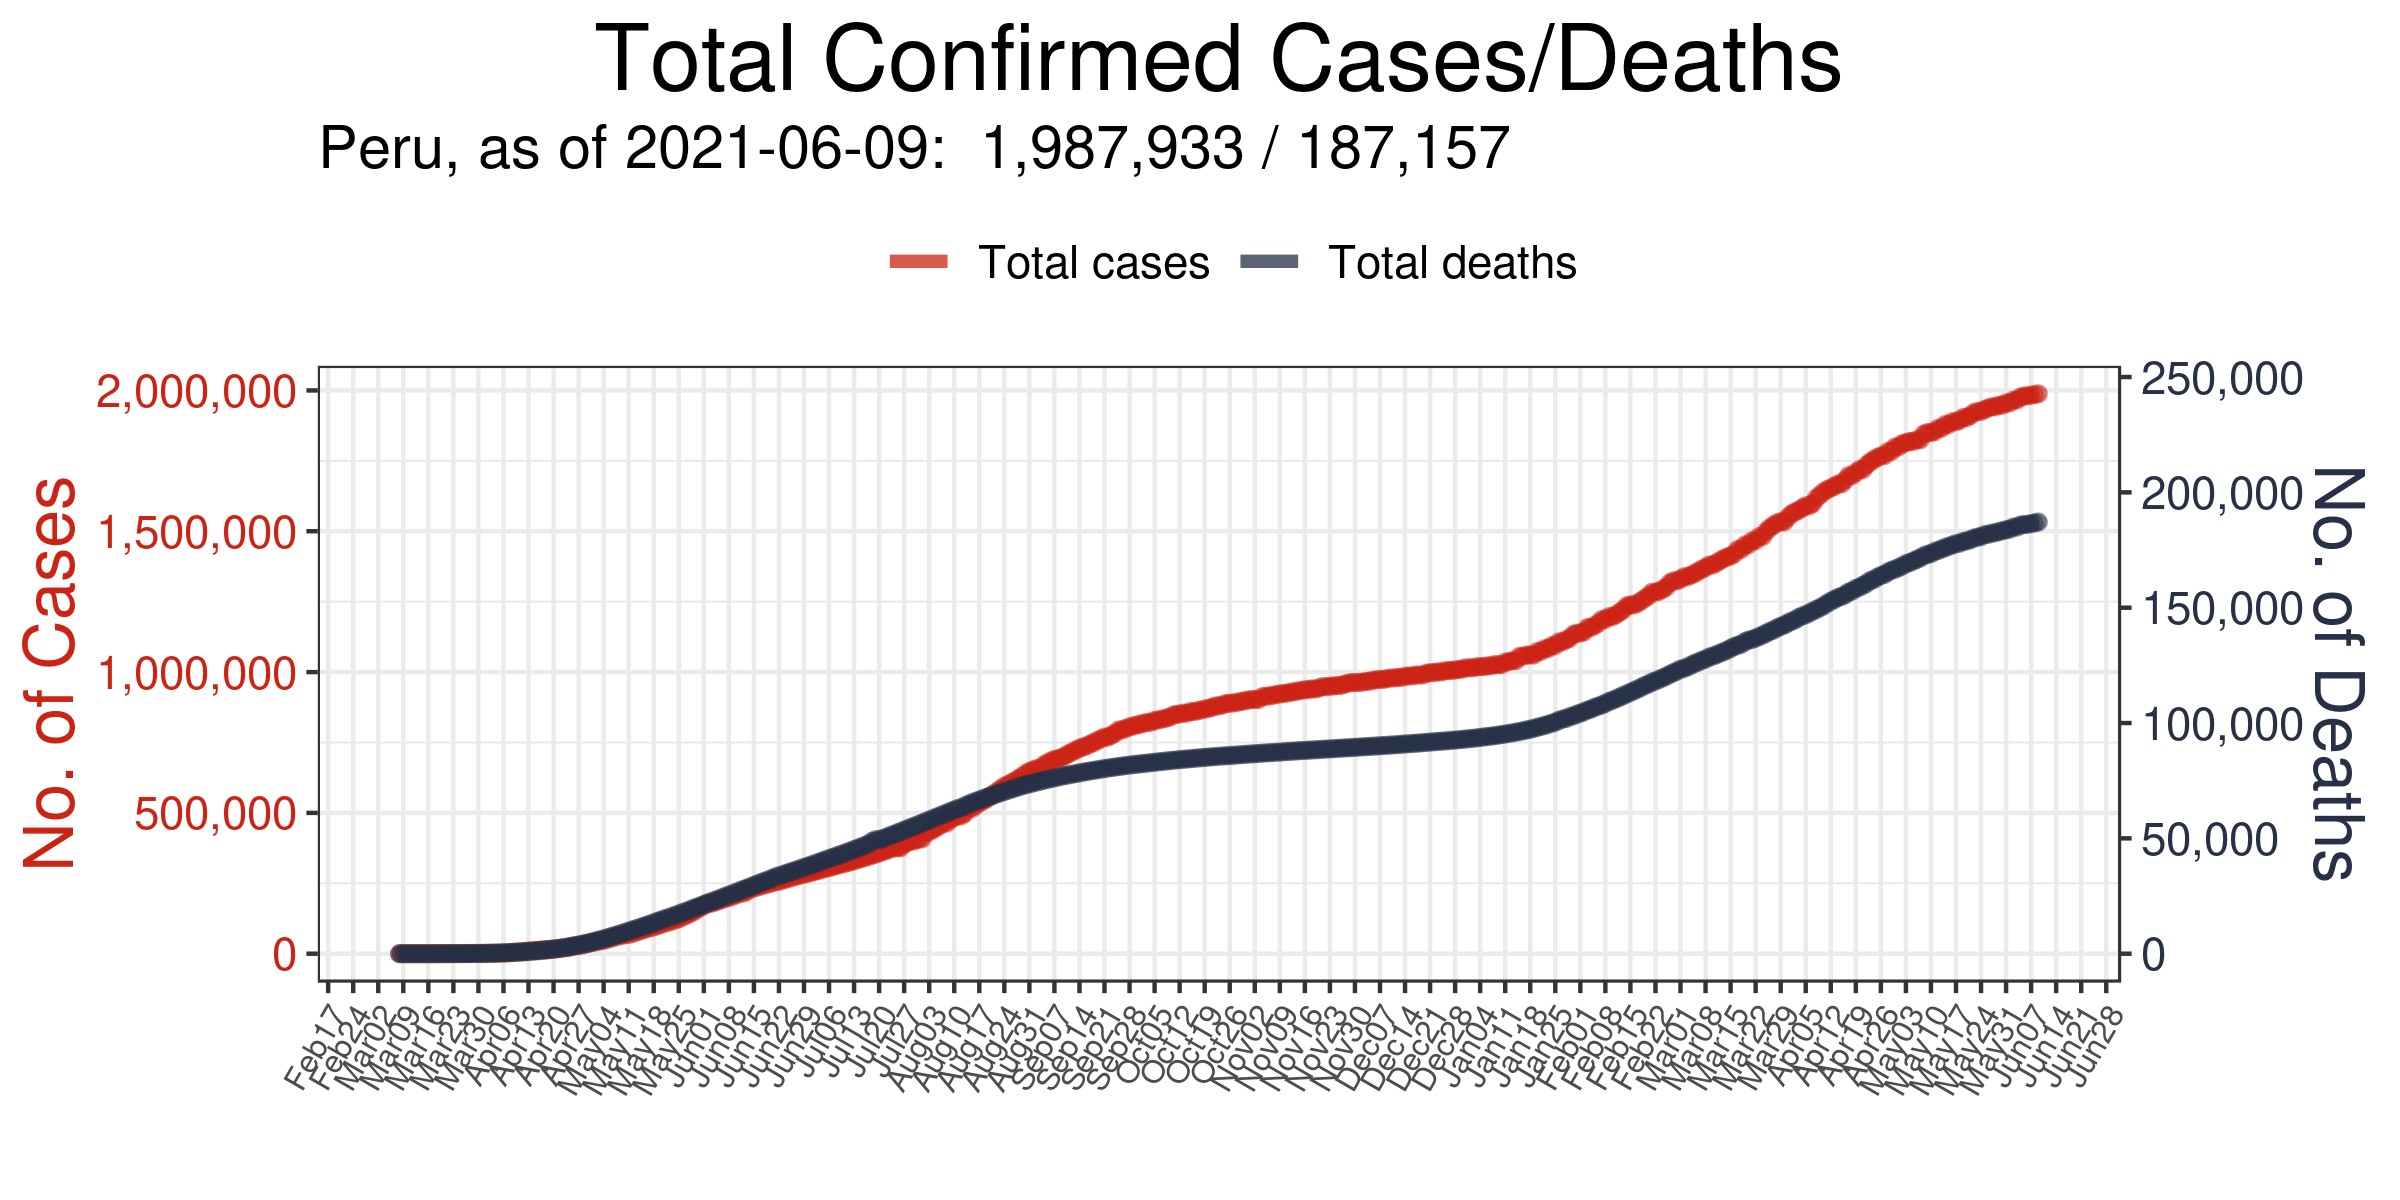 Total Confirmed Cases/Deaths
Peru, as of 2021-06-09:  1,987,933 / 187,157
Total cases
Total deaths
No. of Cases
2,000,000
1,500,000
1,000,000
500,000
0
250,000
200,000
150,000
100,000
50,000
0
No. of Deaths
Feb17
Feb24
Mar02
Mar09
Mar16
Mar23
Mar30
Apr06
Apr13
Apr20
Apr27
May04
May11
May18
May25
Jun01
Jun08
Jun15
Jun22
Jun29
Jul06
Jul13
Jul20
Jul27
Aug03
Aug10
Aug17
Aug24
Aug31
Sep07
Sep14
Sep21
Sep28
Oct05
Oct12
Oct19
Oct26
Nov02
Nov09
Nov16
Nov23
Nov30
Dec07
Dec14
Dec21
Dec28
Jan04
Jan11
Jan18
Jan25
Feb01
Feb08
Feb15
Feb22
Mar01
Mar08
Mar15
Mar22
Mar29
Apr05
Apr12
Apr19
Apr26
May03
May10
May17
May24
May31
Jun07
Jun14
Jun21
Jun28